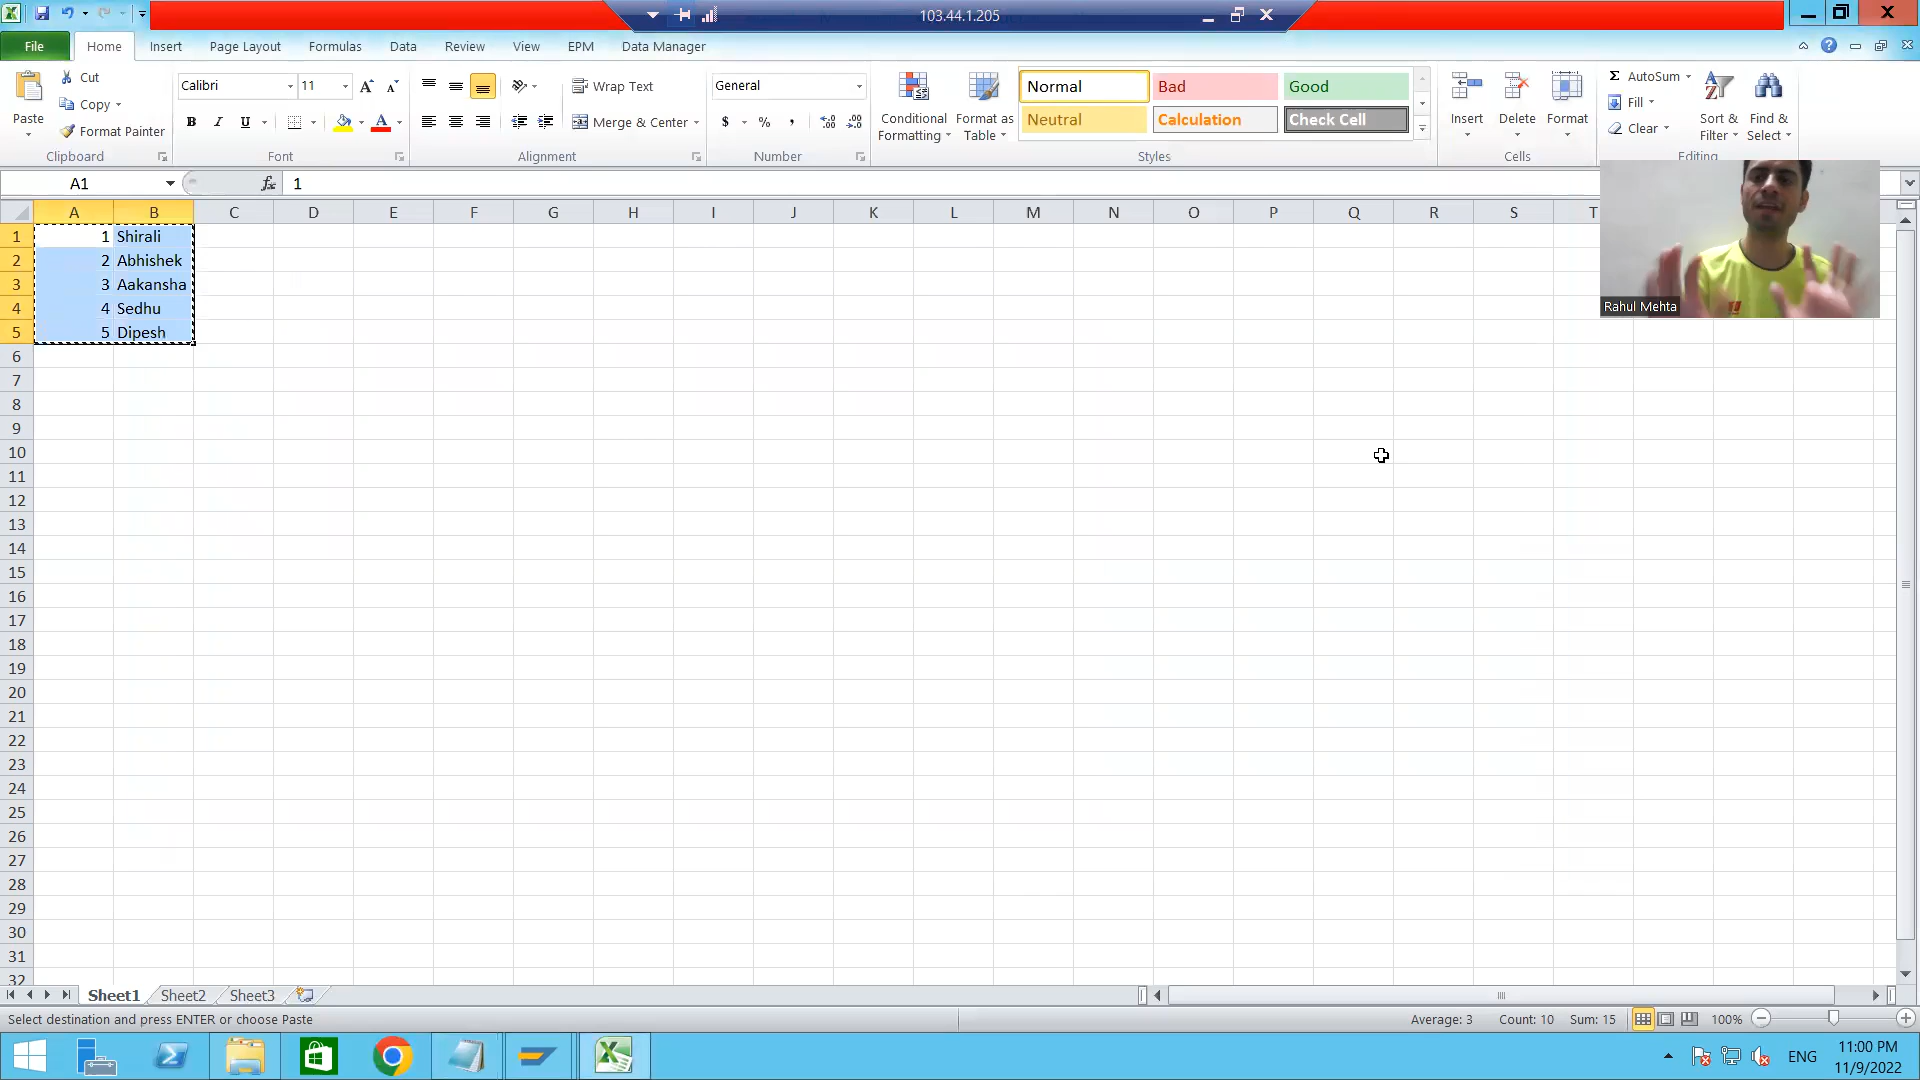 103.44.1.205
File Home Insert Page Layout Formulas Data Review View EPM Data Manager
Paste
Cut
Copy
Format Painter
Clipboard
Calibri 11
B I U
Font
Wrap Text
Merge & Center
Alignment
General
$ % ,
Number
Conditional Formatting
Format as Table
Normal Bad Good
Neutral Calculation Check Cell
Styles
Insert Delete Format
Cells
Σ AutoSum
Fill
Clear
Sort & Filter
Find & Select
Editing
A1 fx 1
A B C D E F G H I J K L M N O P Q R S T
1 1 Shirali
2 2 Abhishek
3 3 Aakansha
4 4 Sedhu
5 5 Dipesh
6
7
8
9
10
11
12
13
14
15
16
17
18
19
20
21
22
23
24
25
26
27
28
29
30
31
32
Rahul Mehta
Sheet1 Sheet2 Sheet3
Select destination and press ENTER or choose Paste Average: 3 Count: 10 Sum: 15 100%
ENG
11:00 PM
11/9/2022